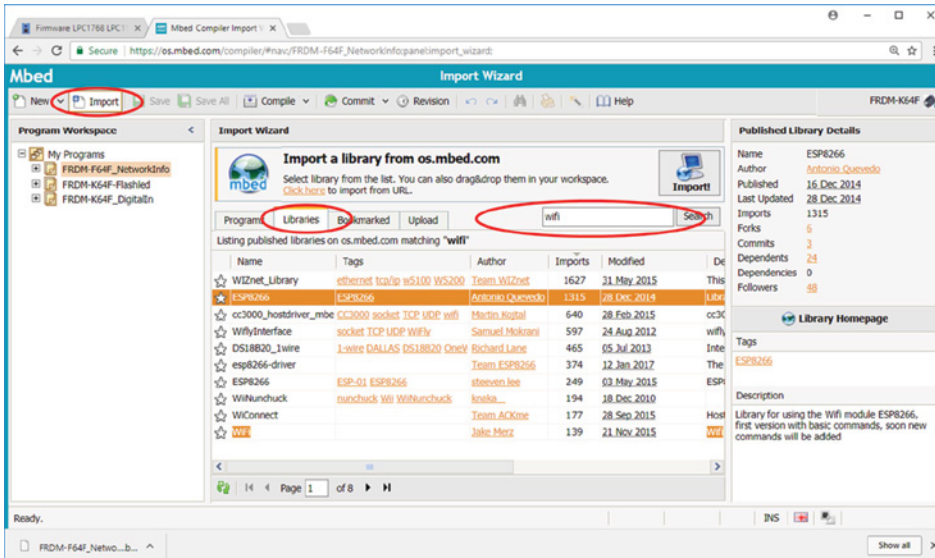 Firmware LPC1768 LPC1
Mbed Compiler Import
Secure https://os.mbed.com/compiler/#nav:/FRDM-F64F_NetworkInfo;panel:import_wizard;
Mbed Import Wizard
New Import Save Save All Compile Commit Revision Help FRDM-K64F
Program Workspace
My Programs
FRDM-F64F_NetworkInfo
FRDM-K64F-Flashled
FRDM-K64F_DigitalIn
Import Wizard
Import a library from os.mbed.com
Select library from the list. You can also drag&drop them in your workspace.
Click here to import from URL.
mbed
Import!
Programs Libraries Bookmarked Upload wifi Search
Listing published libraries on os.mbed.com matching "wifi"
Name Tags Author Imports Modified De
WIZnet_Library ethernet tcp/ip w5100 W5200 Team WIZnet 1627 31 May 2015 This
ESP8266 ESP8266 Antonio Quevedo 1315 28 Dec 2014 Libra
cc3000_hostdriver_mbe CC3000 socket TCP UDP wifi Martin Kojtal 640 28 Feb 2015 cc30
WiflyInterface socket TCP UDP WiFly Samuel Mokrani 597 24 Aug 2012 wifly
DS18B20_1wire 1-wire DALLAS DS18B20 OneW Richard Lane 465 05 Jul 2013 Inte
esp8266-driver Team ESP8266 374 12 Jan 2017 The
ESP8266 ESP-01 ESP8266 steeven lee 249 03 May 2015 ESP
WiiNunchuck nunchuck Wii WiiNunchuck 194 18 Dec 2010
WiConnect Team ACKme 177 28 Sep 2015 Host
WiFi Jake Merz 139 21 Nov 2015 Wifi
Page 1 of 8
Published Library Details
Name ESP8266
Author Antonio Quevedo
Published 16 Dec 2014
Last Updated 28 Dec 2014
Imports 1315
Forks 6
Commits 3
Dependents 24
Dependencies 0
Followers 48
Library Homepage
Tags
ESP8266
Description
Library for using the Wifi module ESP8266,
first version with basic commands, soon new
commands will be added
Ready. INS
FRDM-F64F_Netwo...b... Show all